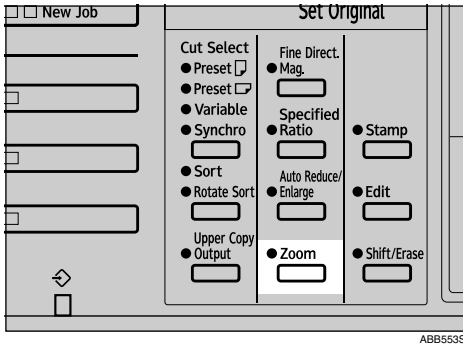 New Job
Set Original
Cut Select
Preset
Preset
Variable
Synchro
Sort
Rotate Sort
Upper Copy
Output
Fine Direct.
Mag.
Specified
Ratio
Auto Reduce/
Enlarge
Zoom
Stamp
Edit
Shift/Erase